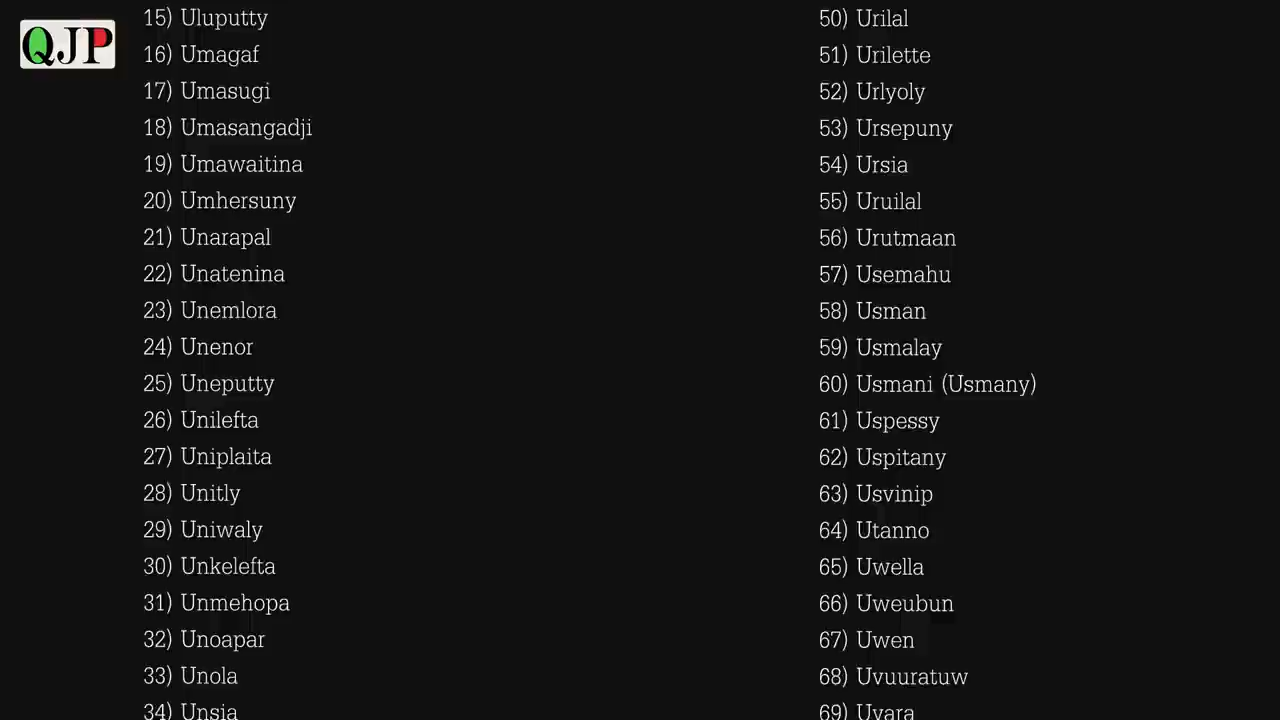 QJP
15) Uluputty
16) Umagaf
17) Umasugi
18) Umasangadji
19) Umawaitina
20) Umhersuny
21) Unarapal
22) Unatenina
23) Unemlora
24) Unenor
25) Uneputty
26) Unilefta
27) Uniplaita
28) Unitly
29) Uniwaly
30) Unkelefta
31) Unmehopa
32) Unoapar
33) Unola
34) Unsia
50) Urilal
51) Urilette
52) Urlyoly
53) Ursepuny
54) Ursia
55) Uruilal
56) Urutmaan
57) Usemahu
58) Usman
59) Usmalay
60) Usmani (Usmany)
61) Uspessy
62) Uspitany
63) Usvinip
64) Utanno
65) Uwella
66) Uweubun
67) Uwen
68) Uvuuratuw
69) Uvara